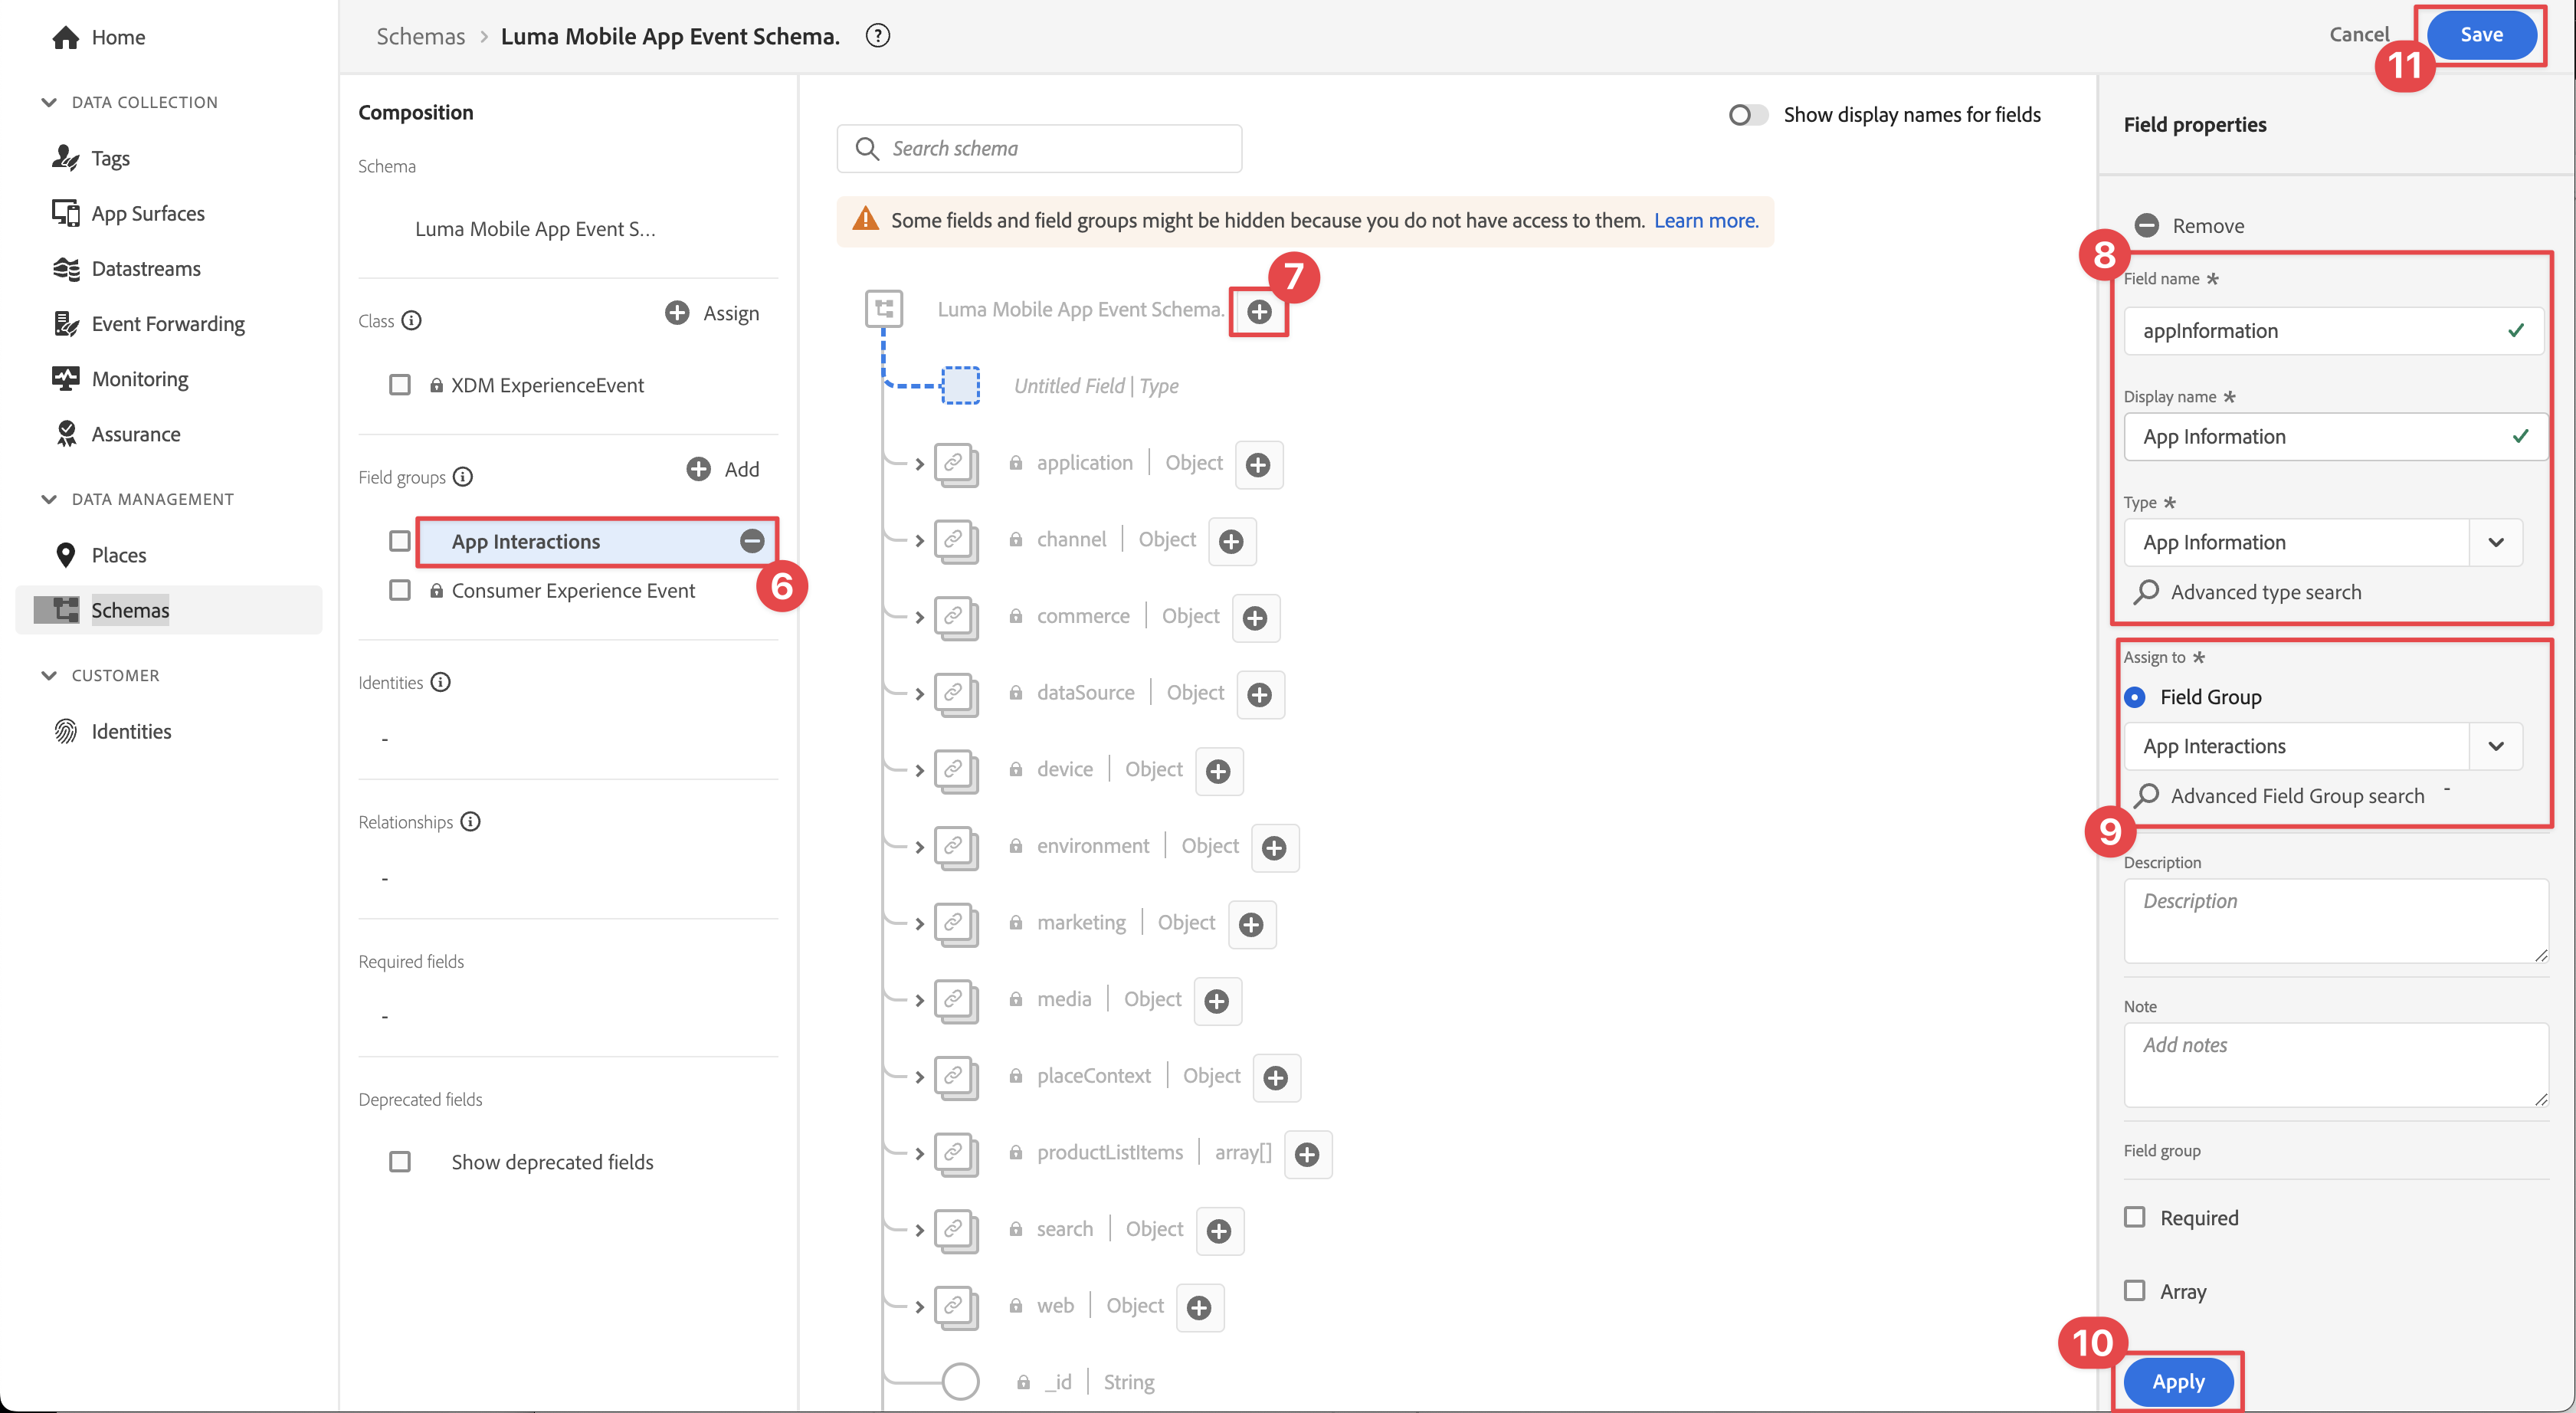 Home
DATA COLLECTION
Tags
App Surfaces
Datastreams
Event Forwarding
Monitoring
Assurance
DATA MANAGEMENT
Places
Schemas
CUSTOMER
Identities
Schemas > Luma Mobile App Event Schema. ?
Cancel
Save
11
Composition
Schema
Luma Mobile App Event S...
Class
Assign
XDM ExperienceEvent
Field groups
Add
App Interactions
6
Consumer Experience Event
Identities
-
Relationships
-
Required fields
-
Deprecated fields
Show deprecated fields
Search schema
Show display names for fields
Some fields and field groups might be hidden because you do not have access to them. Learn more.
7
Luma Mobile App Event Schema.
Untitled Field | Type
application | Object
channel | Object
commerce | Object
dataSource | Object
device | Object
environment | Object
marketing | Object
media | Object
placeContext | Object
productListItems | array[]
search | Object
web | Object
_id | String
Field properties
Remove
8
Field name *
appInformation
Display name *
App Information
Type *
App Information
Advanced type search
Assign to *
Field Group
App Interactions
Advanced Field Group search -
9
Description
Description
Note
Add notes
Field group
Required
Array
10
Apply